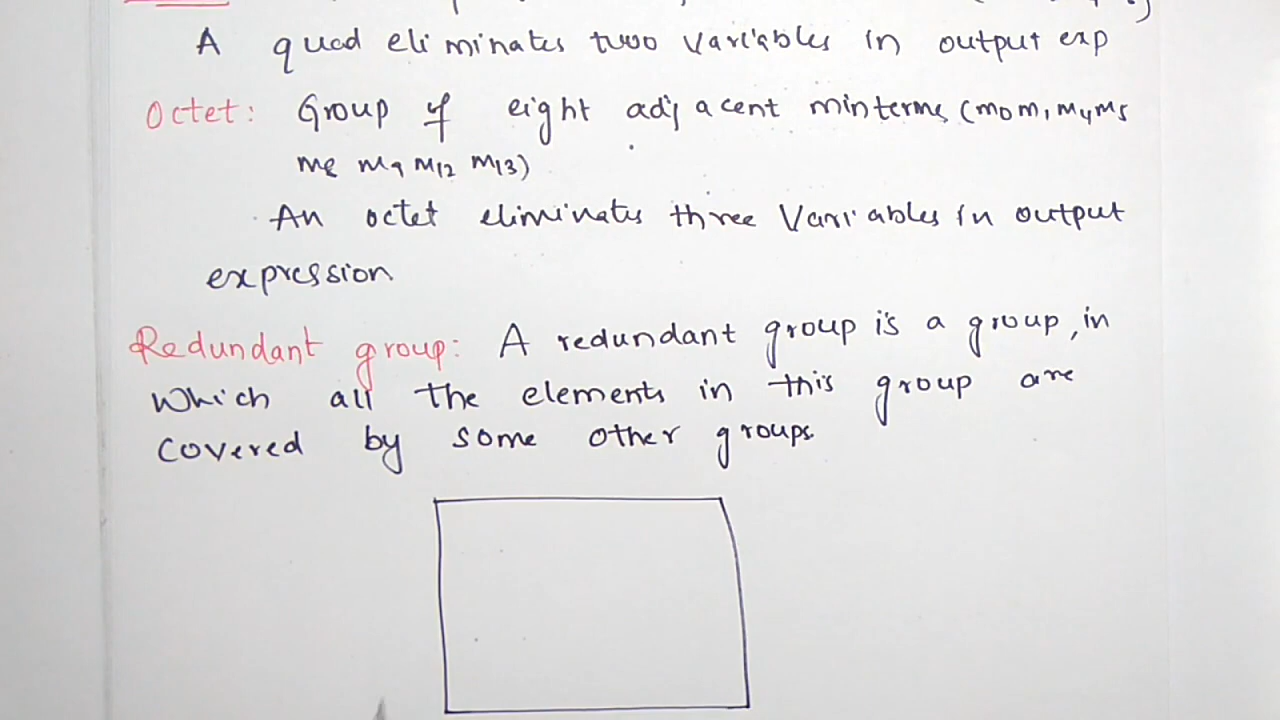 A quad eliminates two variables in output exp
Octet: Group of eight adjacent minterms (m0 m1 m4 m5
m8 m9 m12 m13)
An octet eliminates three variables in output
expression
Redundant group: A redundant group is a group, in
which all the elements in this group are
covered by some other groups.